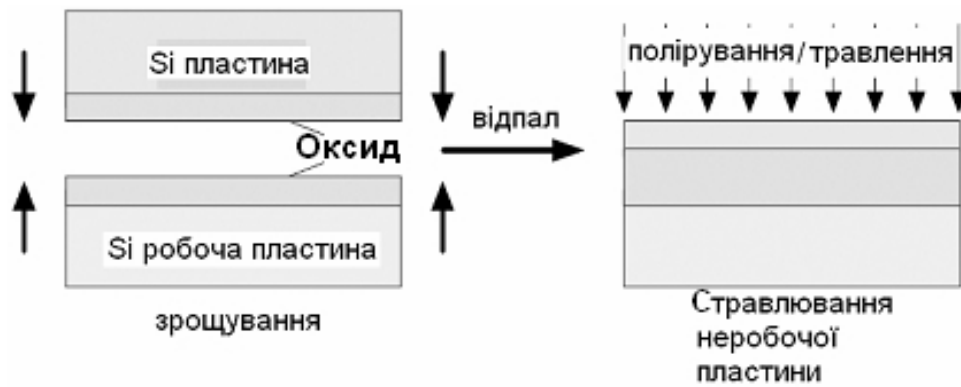 Si пластина
Оксид
Si робоча пластина
зрощування
відпал
полірування/травлення
Стравлювання
неробочої
пластини